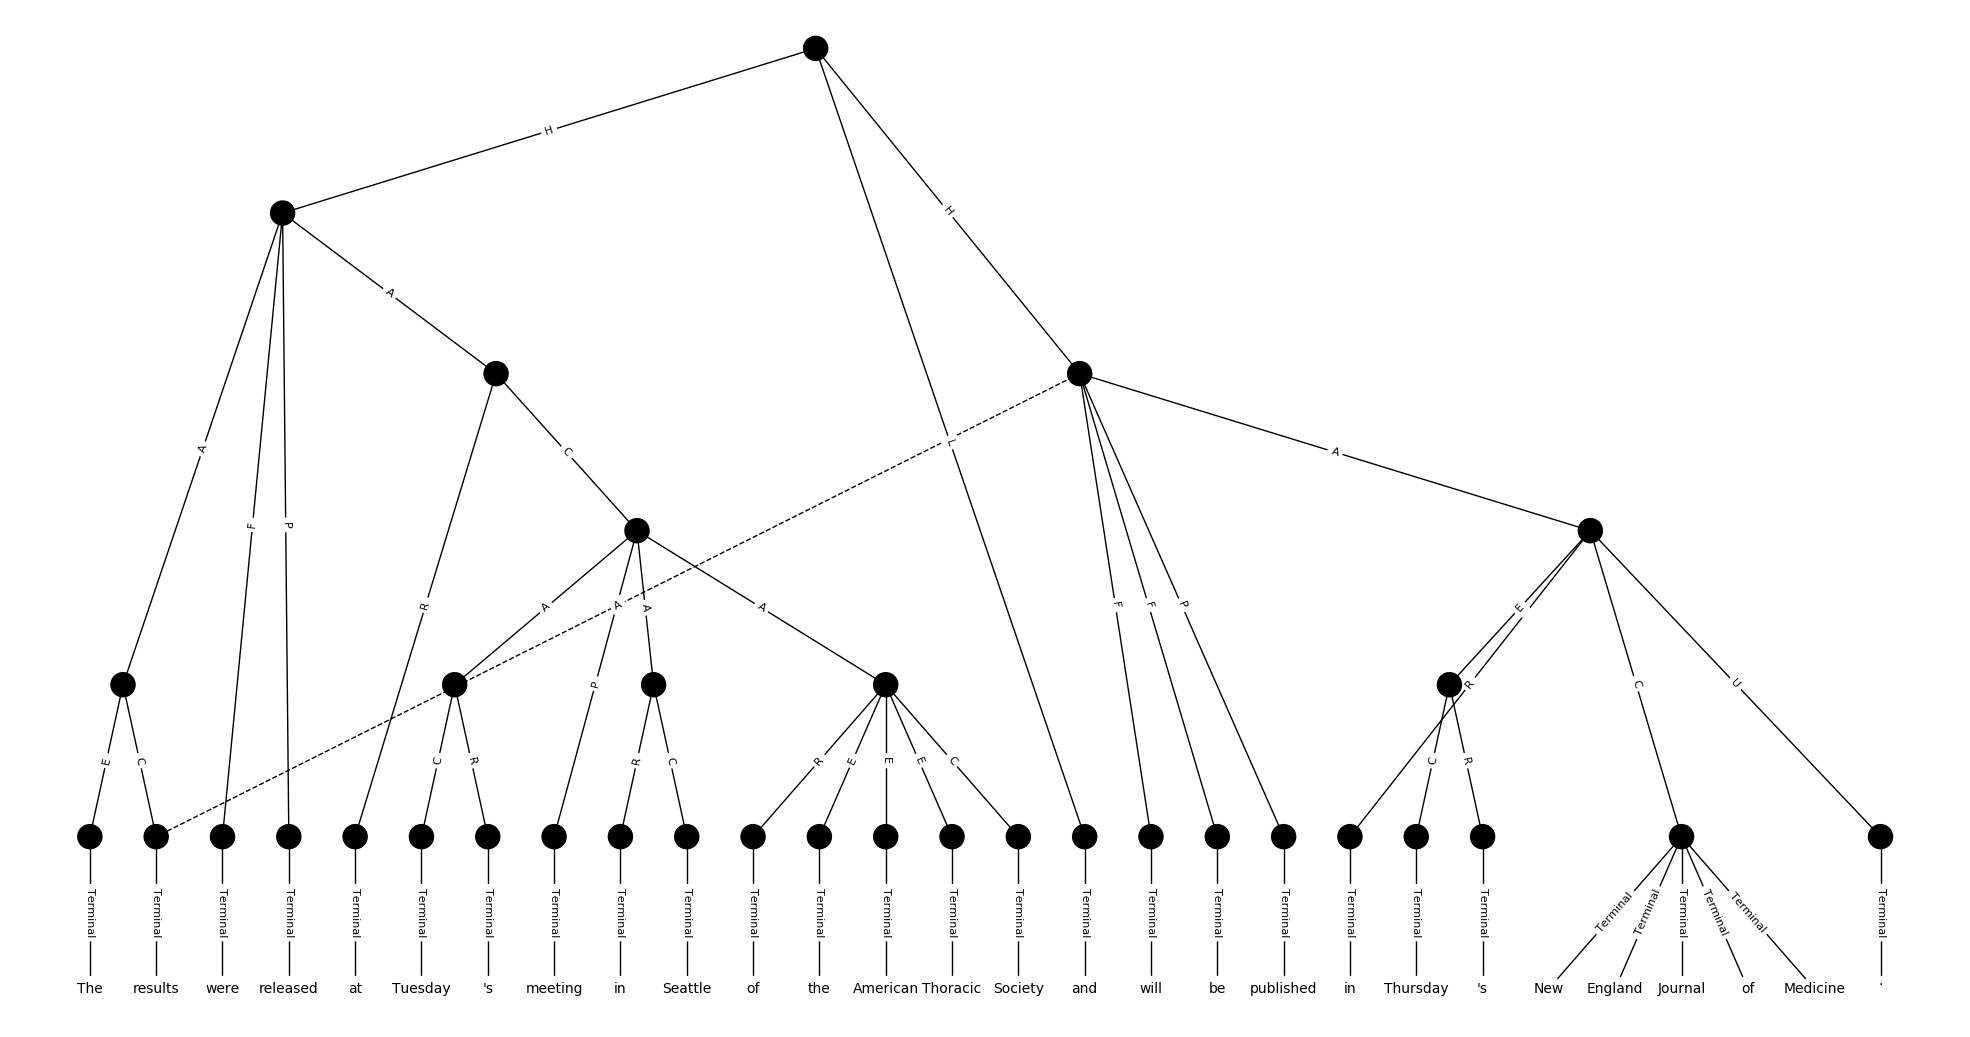 H
H
A
A
C
L
A
F
P
R
A
A
A
A
F
F
P
E
P
R
C
U
E
C
C
R
R
C
R
E
E
E
C
C
R
Terminal Terminal Terminal Terminal Terminal Terminal Terminal Terminal Terminal Terminal Terminal Terminal Terminal Terminal Terminal Terminal Terminal Terminal Terminal Terminal Terminal Terminal Terminal Terminal Terminal Terminal Terminal Terminal
The results were released at Tuesday 's meeting in Seattle of the American Thoracic Society and will be published in Thursday 's New England Journal of Medicine .